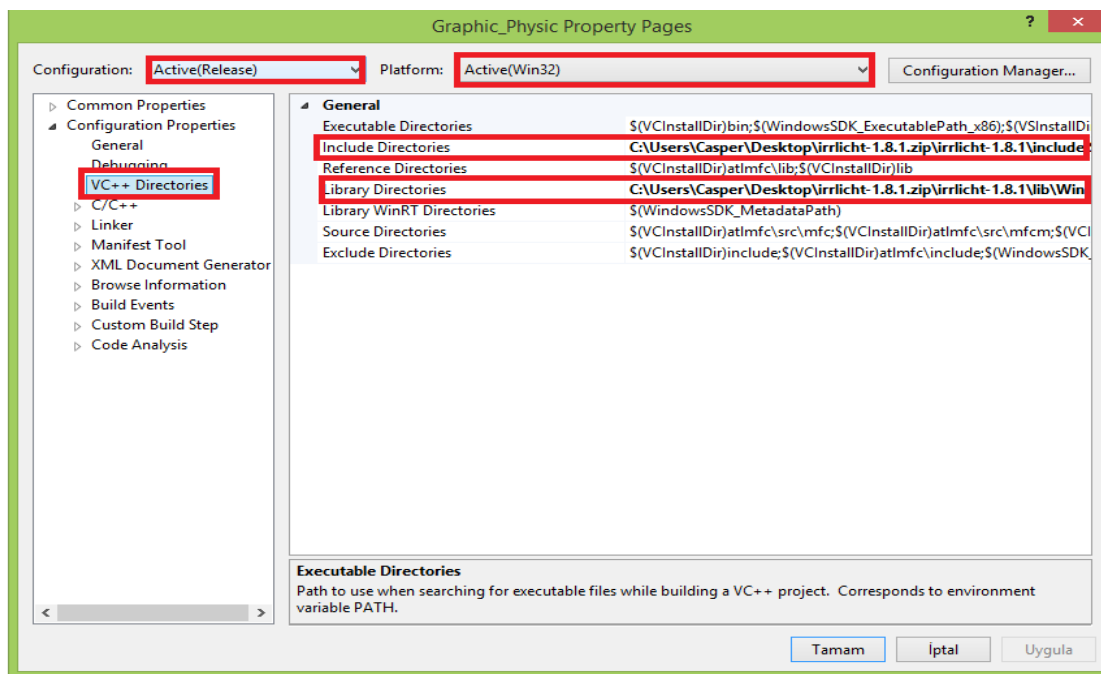 Graphic_Physic Property Pages
? ×
Configuration: Active(Release) Platform: Active(Win32) Configuration Manager...
Common Properties
Configuration Properties
General
Debugging
VC++ Directories
C/C++
Linker
Manifest Tool
XML Document Generator
Browse Information
Build Events
Custom Build Step
Code Analysis
General
Executable Directories $(VCInstallDir)bin;$(WindowsSDK_ExecutablePath_x86);$(VSInstallDi
Include Directories C:\Users\Casper\Desktop\irrlicht-1.8.1.zip\irrlicht-1.8.1\include
Reference Directories $(VCInstallDir)atlmfc\lib;$(VCInstallDir)lib
Library Directories C:\Users\Casper\Desktop\irrlicht-1.8.1.zip\irrlicht-1.8.1\lib\Win
Library WinRT Directories $(WindowsSDK_MetadataPath)
Source Directories $(VCInstallDir)atlmfc\src\mfc;$(VCInstallDir)atlmfc\src\mfcm;$(VCI
Exclude Directories $(VCInstallDir)include;$(VCInstallDir)atlmfc\include;$(WindowsSDK_
Executable Directories
Path to use when searching for executable files while building a VC++ project. Corresponds to environment
variable PATH.
Tamam İptal Uygula